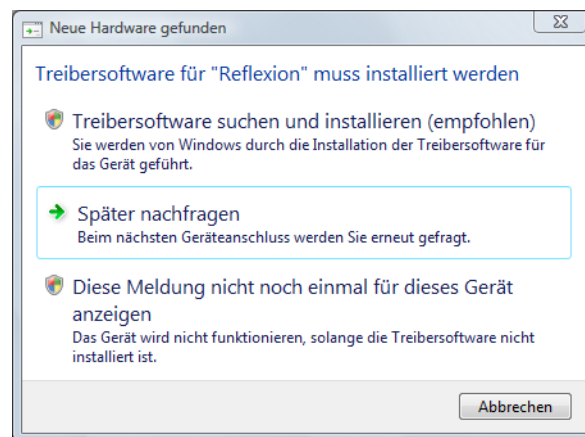 Neue Hardware gefunden
Treibersoftware für "Reflexion" muss installiert werden
Treibersoftware suchen und installieren (empfohlen)
Sie werden von Windows durch die Installation der Treibersoftware für
das Gerät geführt.
Später nachfragen
Beim nächsten Geräteanschluss werden Sie erneut gefragt.
Diese Meldung nicht noch einmal für dieses Gerät
anzeigen
Das Gerät wird nicht funktionieren, solange die Treibersoftware nicht
installiert ist.
Abbrechen